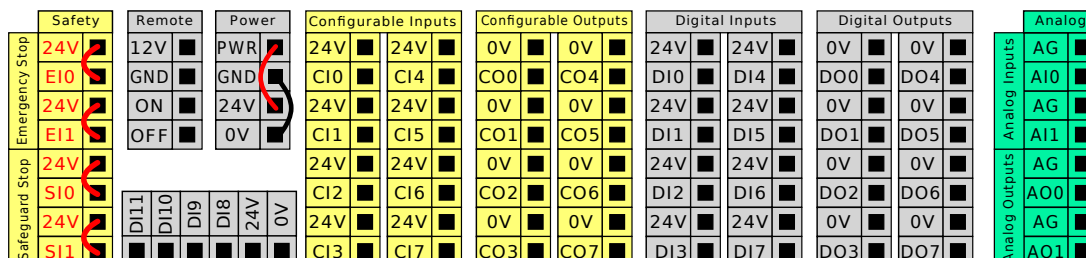 Safety
Remote
Power
Configurable Inputs
Configurable Outputs
Digital Inputs
Digital Outputs
Analog
Emergency Stop
24V
EI0
24V
EI1
Safeguard Stop
24V
SI0
24V
SI1
12V
GND
ON
OFF
PWR
GND
24V
0V
DI11
DI10
DI9
DI8
24V
0V
24V 24V
CI0 CI4
24V 24V
CI1 CI5
24V 24V
CI2 CI6
24V 24V
CI3 CI7
0V 0V
CO0 CO4
0V 0V
CO1 CO5
0V 0V
CO2 CO6
0V 0V
CO3 CO7
24V 24V
DI0 DI4
24V 24V
DI1 DI5
24V 24V
DI2 DI6
24V 24V
DI3 DI7
0V 0V
DO0 DO4
0V 0V
DO1 DO5
0V 0V
DO2 DO6
0V 0V
DO3 DO7
Analog Inputs
AG
AI0
AG
AI1
Analog Outputs
AG
AO0
AG
AO1